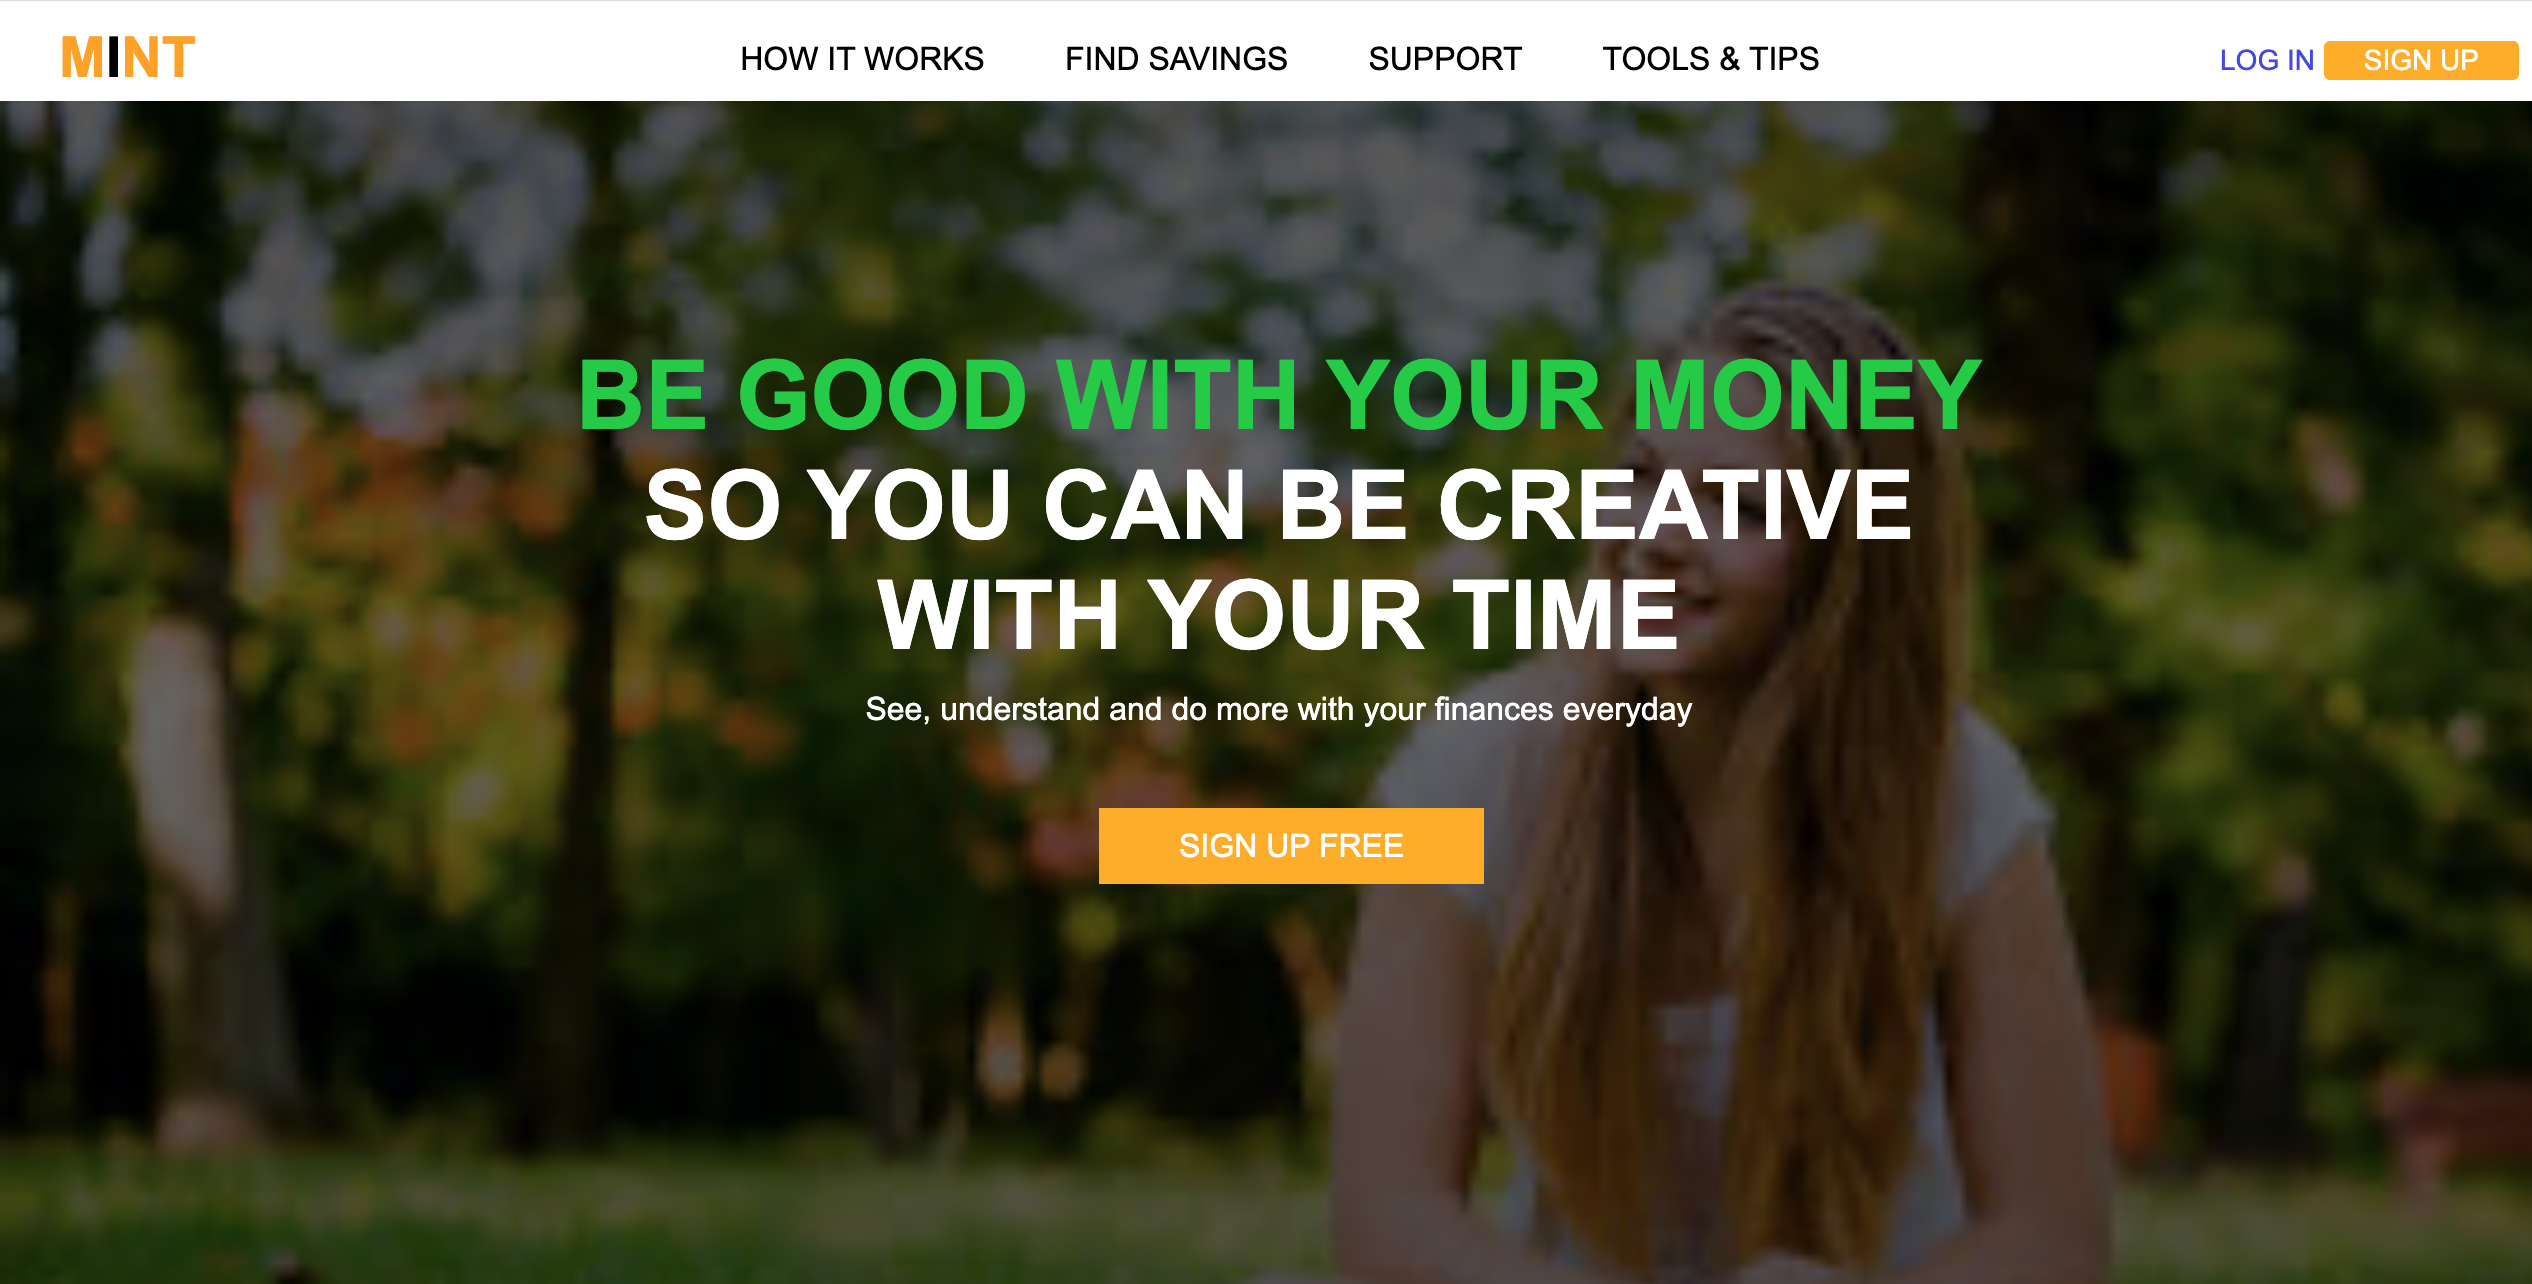 MINT
HOW IT WORKS
FIND SAVINGS
SUPPORT
TOOLS & TIPS
LOG IN
SIGN UP
BE GOOD WITH YOUR MONEY
SO YOU CAN BE CREATIVE
WITH YOUR TIME
See, understand and do more with your finances everyday
SIGN UP FREE